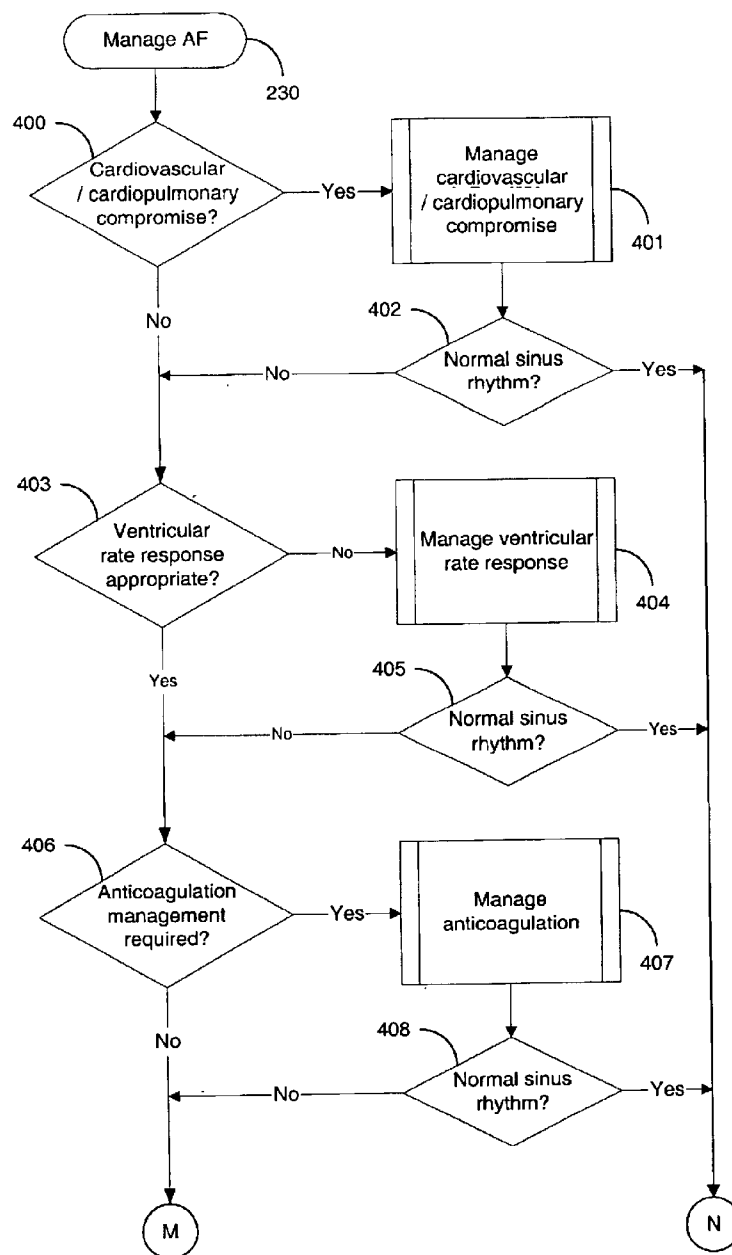 Manage AF
230
400
Cardiovascular
/ cardiopulmonary
compromise?
Yes
Manage
cardiovascular
/ cardiopulmonary
compromise
401
No
402
Normal sinus
rhythm?
No
Yes
403
Ventricular
rate response
appropriate?
No
Manage ventricular
rate response
404
Yes
405
Normal sinus
rhythm?
No
Yes
406
Anticoagulation
management
required?
Yes
Manage
anticoagulation
407
No
408
Normal sinus
rhythm?
No
Yes
M
N